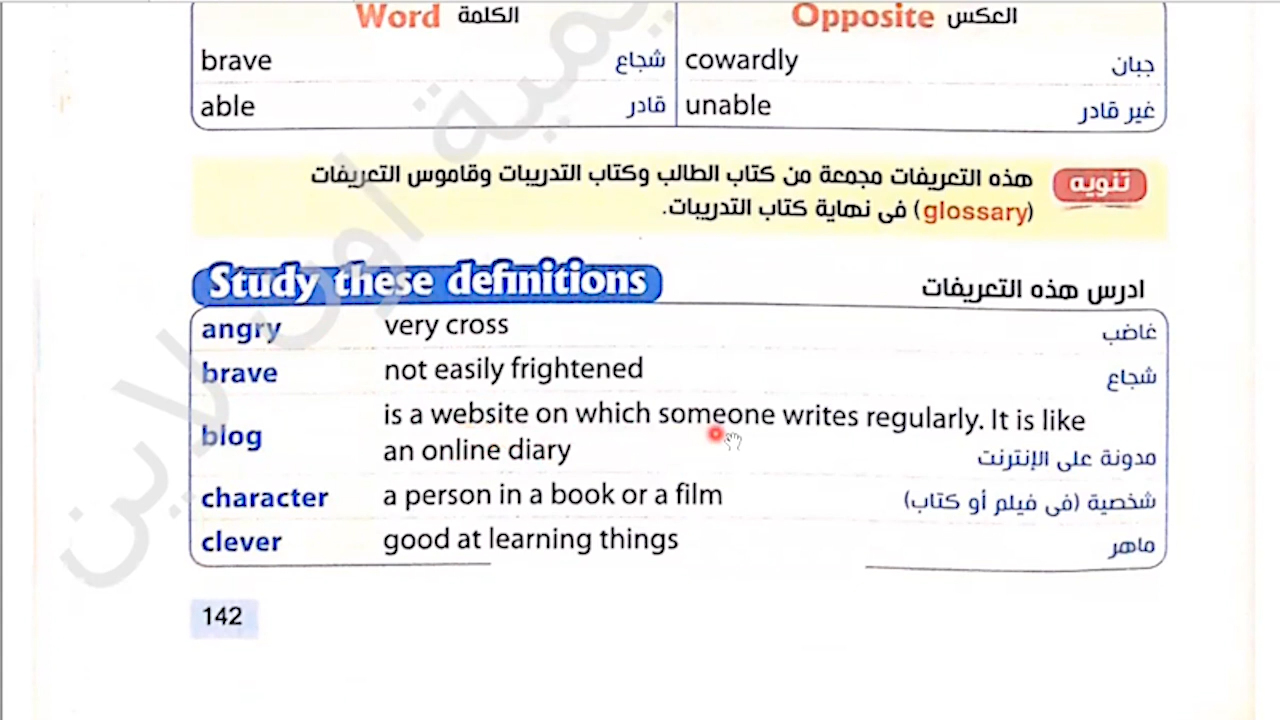 Word الكلمة Opposite العكس
brave شجاع cowardly جبان
able قادر unable غير قادر
تنويه هذه التعريفات مجمعة من كتاب الطالب وكتاب التدريبات وقاموس التعريفات
(glossary) فى نهاية كتاب التدريبات.
Study these definitions ادرس هذه التعريفات
angry very cross غاضب
brave not easily frightened شجاع
blog is a website on which someone writes regularly. It is like
an online diary مدونة على الإنترنت
character a person in a book or a film شخصية (فى فيلم أو كتاب)
clever good at learning things ماهر
142